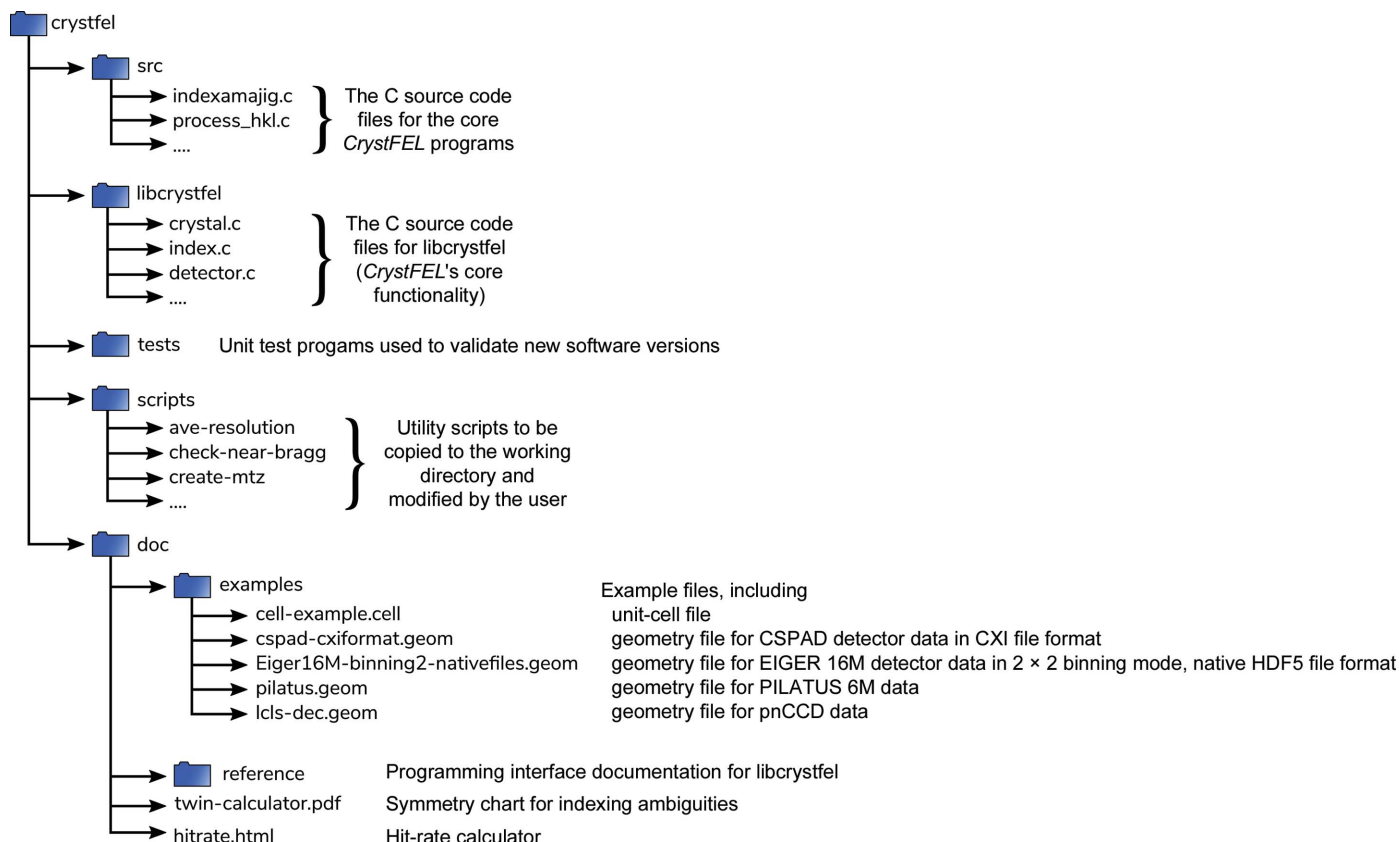 crystfel
src
indexamajig.c
process_hkl.c
....
The C source code
files for the core
CrystFEL programs
libcrystfel
crystal.c
index.c
detector.c
....
The C source code
files for libcrystfel
(CrystFEL's core
functionality)
tests Unit test progams used to validate new software versions
scripts
ave-resolution
check-near-bragg
create-mtz
....
Utility scripts to be
copied to the working
directory and
modified by the user
doc
examples Example files, including
cell-example.cell unit-cell file
cspad-cxiformat.geom geometry file for CSPAD detector data in CXI file format
Eiger16M-binning2-nativefiles.geom geometry file for EIGER 16M detector data in 2 × 2 binning mode, native HDF5 file format
pilatus.geom geometry file for PILATUS 6M data
lcls-dec.geom geometry file for pnCCD data
reference Programming interface documentation for libcrystfel
twin-calculator.pdf Symmetry chart for indexing ambiguities
hitrate.html Hit-rate calculator